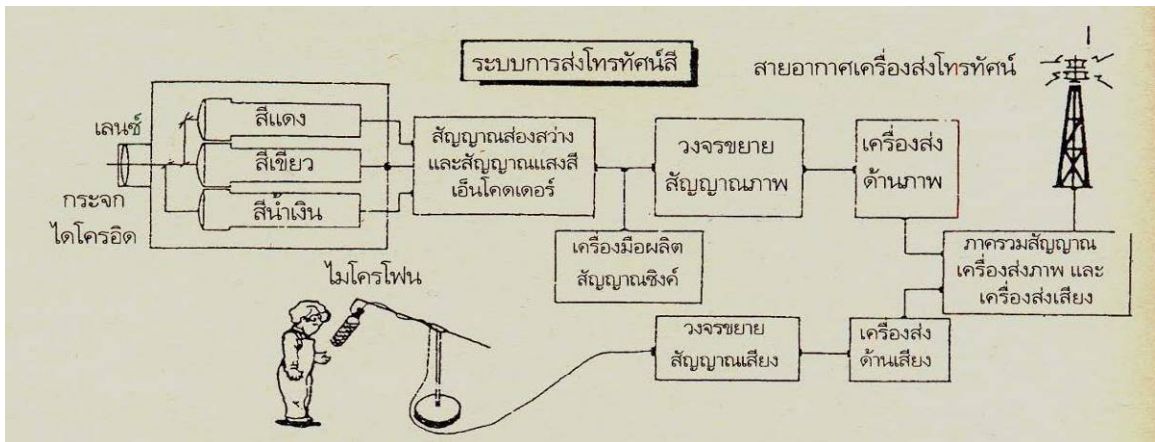 ระบบการส่งโทรทัศน์สี
สายอากาศเครื่องส่งโทรทัศน์
เลนซ์
กระจก
ไดโครอิด
สีแดง
สีเขียว
สีน้ำเงิน
สัญญาณส่องสว่าง
และสัญญาณแสงสี
เอ็นโคดเดอร์
วงจรขยาย
สัญญาณภาพ
เครื่องส่ง
ด้านภาพ
เครื่องมือผลิต
สัญญาณซิงค์
ภาครวมสัญญาณ
เครื่องส่งภาพ และ
เครื่องส่งเสียง
ไมโครโฟน
วงจรขยาย
สัญญาณเสียง
เครื่องส่ง
ด้านเสียง